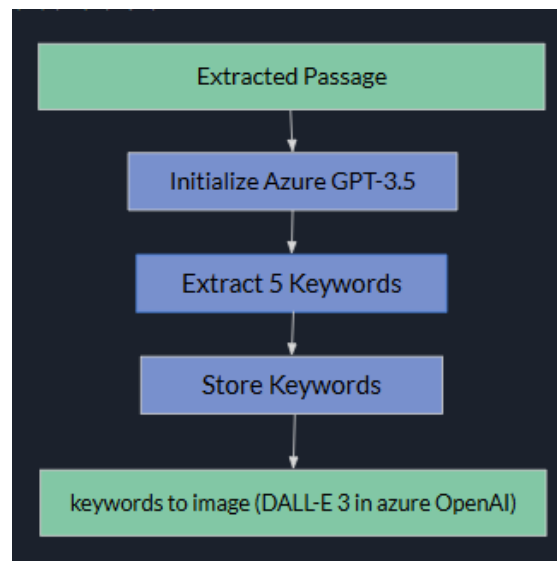 Extracted Passage
Initialize Azure GPT-3.5
Extract 5 Keywords
Store Keywords
keywords to image (DALL-E 3 in azure OpenAI)